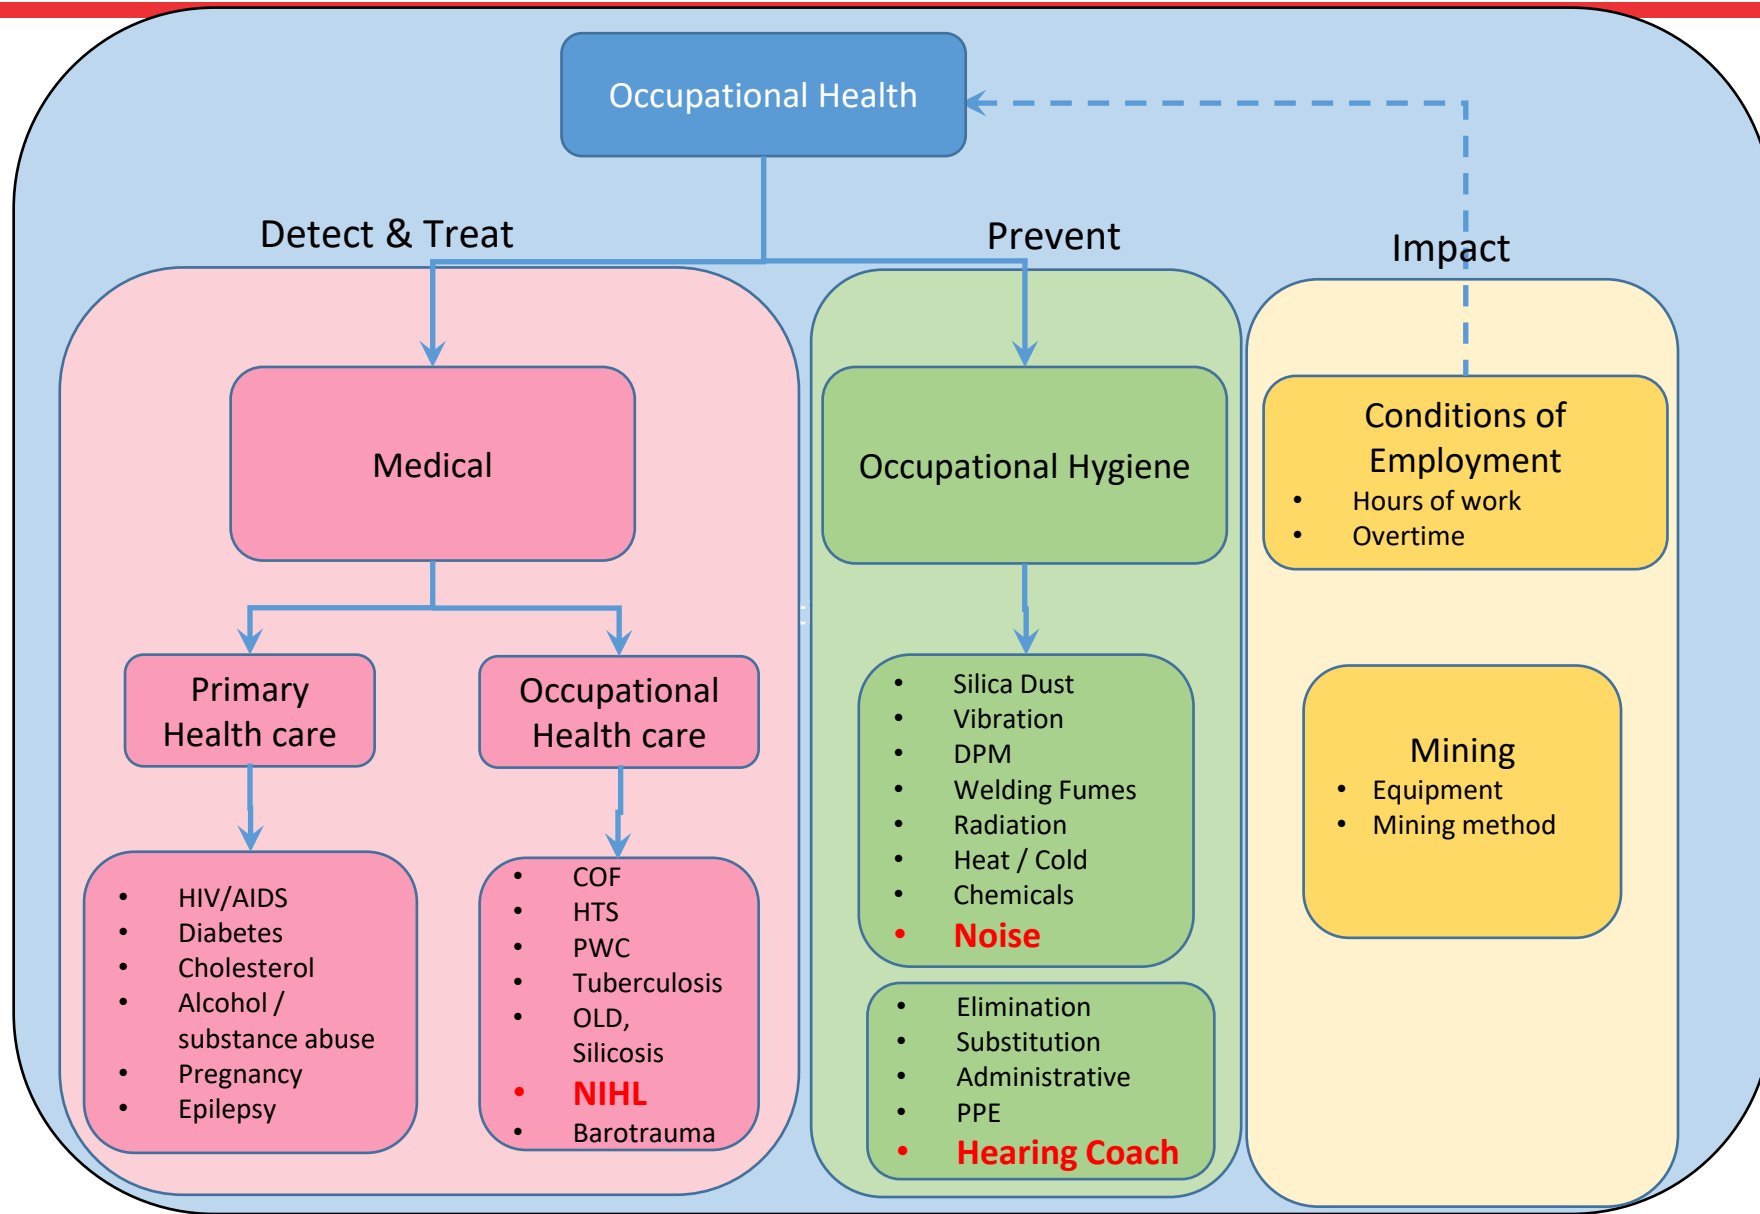 Occupational Health
Detect & Treat
Prevent
Impact
Medical
Occupational Hygiene
Conditions of
Employment
• Hours of work
• Overtime
Primary
Health care
Occupational
Health care
• HIV/AIDS
• Diabetes
• Cholesterol
• Alcohol /
substance abuse
• Pregnancy
• Epilepsy
• COF
• HTS
• PWC
• Tuberculosis
• OLD,
Silicosis
• NIHL
• Barotrauma
• Silica Dust
• Vibration
• DPM
• Welding Fumes
• Radiation
• Heat / Cold
• Chemicals
• Noise
• Elimination
• Substitution
• Administrative
• PPE
• Hearing Coach
Mining
• Equipment
• Mining method